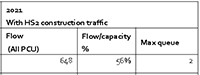 2021
With HS2 construction traffic
Flow Flow/capacity Max queue
(All PCU) %
648 56% 2